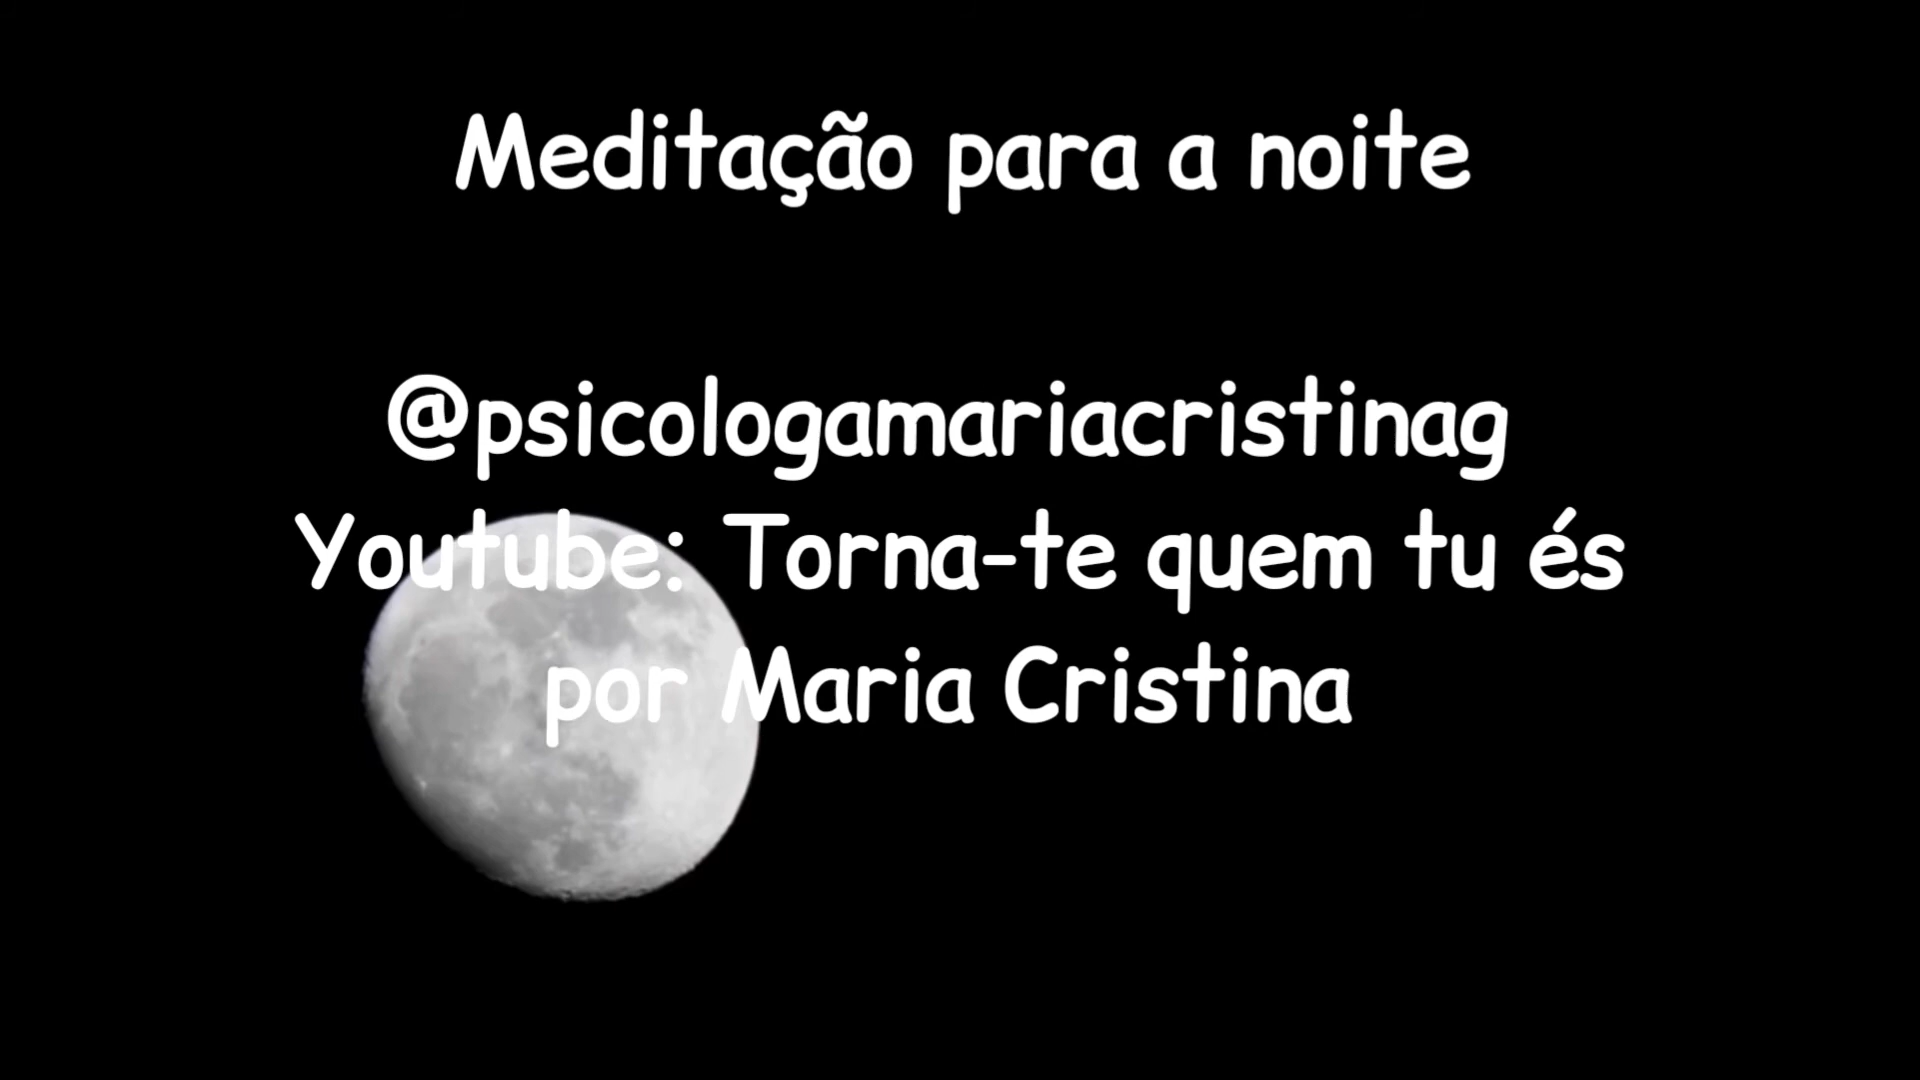 Meditação para a noite
@psicologamariacristinag
Youtube: Torna-te quem tu és
por Maria Cristina